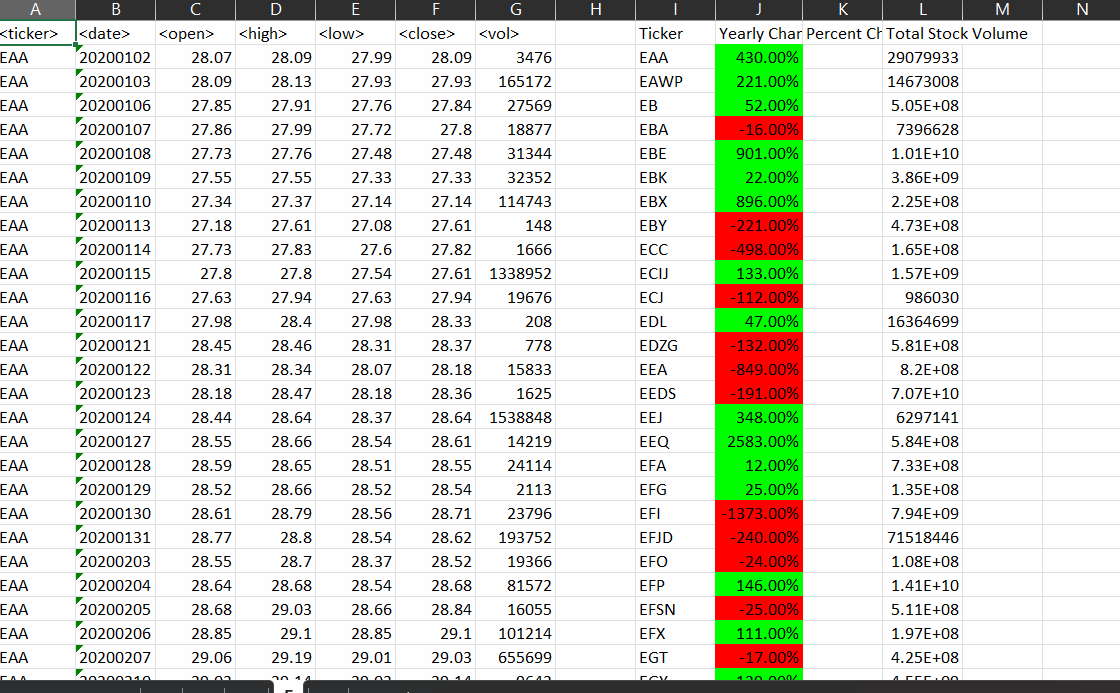 A B C D E F G H I J K L M N
<ticker> <date> <open> <high> <low> <close> <vol> Ticker Yearly Char Percent Ch Total Stock Volume
EAA 20200102 28.07 28.09 27.99 28.09 3476 EAA 430.00% 29079933
EAA 20200103 28.09 28.13 27.93 27.93 165172 EAWP 221.00% 14673008
EAA 20200106 27.85 27.91 27.76 27.84 27569 EB 52.00% 5.05E+08
EAA 20200107 27.86 27.99 27.72 27.8 18877 EBA -16.00% 7396628
EAA 20200108 27.73 27.76 27.48 27.48 31344 EBE 901.00% 1.01E+10
EAA 20200109 27.55 27.55 27.33 27.33 32352 EBK 22.00% 3.86E+09
EAA 20200110 27.34 27.37 27.14 27.14 114743 EBX 896.00% 2.25E+08
EAA 20200113 27.18 27.61 27.08 27.61 148 EBY -221.00% 4.73E+08
EAA 20200114 27.73 27.83 27.6 27.82 1666 ECC -498.00% 1.65E+08
EAA 20200115 27.8 27.8 27.54 27.61 1338952 ECIJ 133.00% 1.57E+09
EAA 20200116 27.63 27.94 27.63 27.94 19676 ECJ -112.00% 986030
EAA 20200117 27.98 28.4 27.98 28.33 208 EDL 47.00% 16364699
EAA 20200121 28.45 28.46 28.31 28.37 778 EDZG -132.00% 5.81E+08
EAA 20200122 28.31 28.34 28.07 28.18 15833 EEA -849.00% 8.2E+08
EAA 20200123 28.18 28.47 28.18 28.36 1625 EEDS -191.00% 7.07E+10
EAA 20200124 28.44 28.64 28.37 28.64 1538848 EEJ 348.00% 6297141
EAA 20200127 28.55 28.66 28.54 28.61 14219 EEQ 2583.00% 5.84E+08
EAA 20200128 28.59 28.65 28.51 28.55 24114 EFA 12.00% 7.33E+08
EAA 20200129 28.52 28.66 28.52 28.54 2113 EFG 25.00% 1.35E+08
EAA 20200130 28.61 28.79 28.56 28.71 23796 EFI -1373.00% 7.94E+09
EAA 20200131 28.77 28.8 28.54 28.62 193752 EFJD -240.00% 71518446
EAA 20200203 28.55 28.7 28.37 28.52 19366 EFO -24.00% 1.08E+08
EAA 20200204 28.64 28.68 28.54 28.68 81572 EFP 146.00% 1.41E+10
EAA 20200205 28.68 29.03 28.66 28.84 16055 EFSN -25.00% 5.11E+08
EAA 20200206 28.85 29.1 28.85 29.1 101214 EFX 111.00% 1.97E+08
EAA 20200207 29.06 29.19 29.01 29.03 655699 EGT -17.00% 4.25E+08